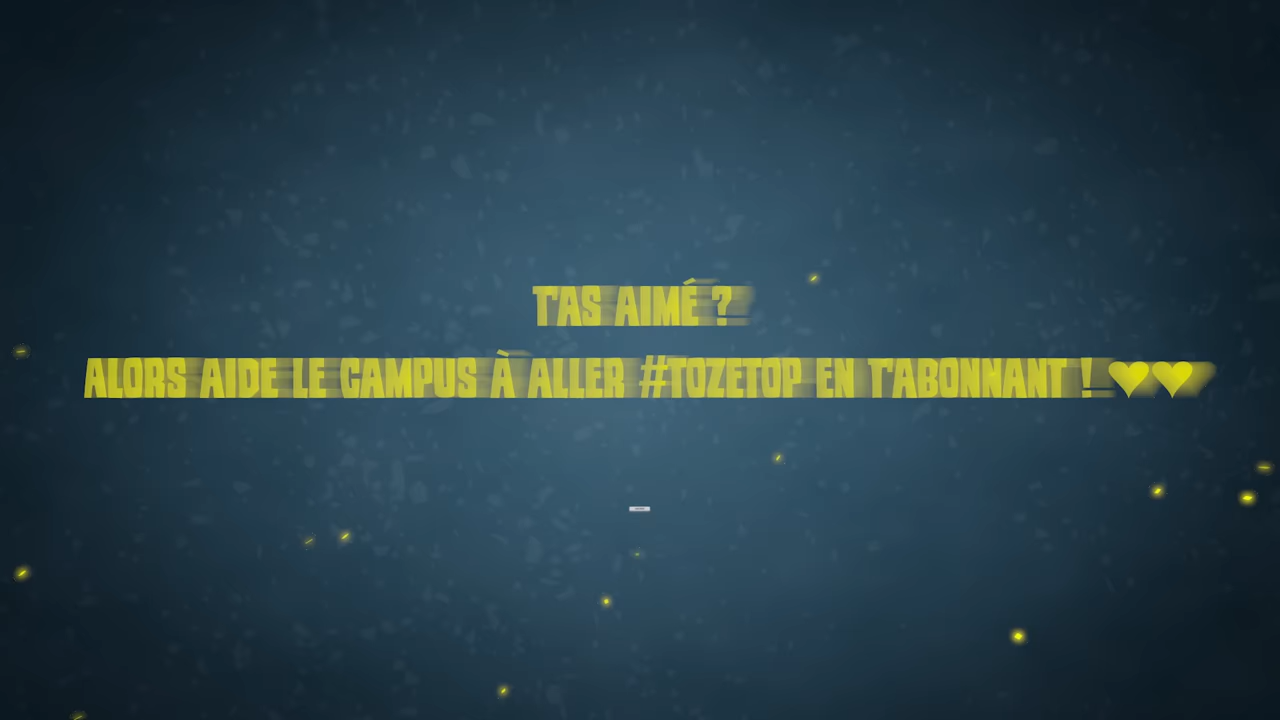 T'AS AIMÉ ?
ALORS AIDE LE CAMPUS À ALLER #TOZETOP EN T'ABONNANT ! ♥♥